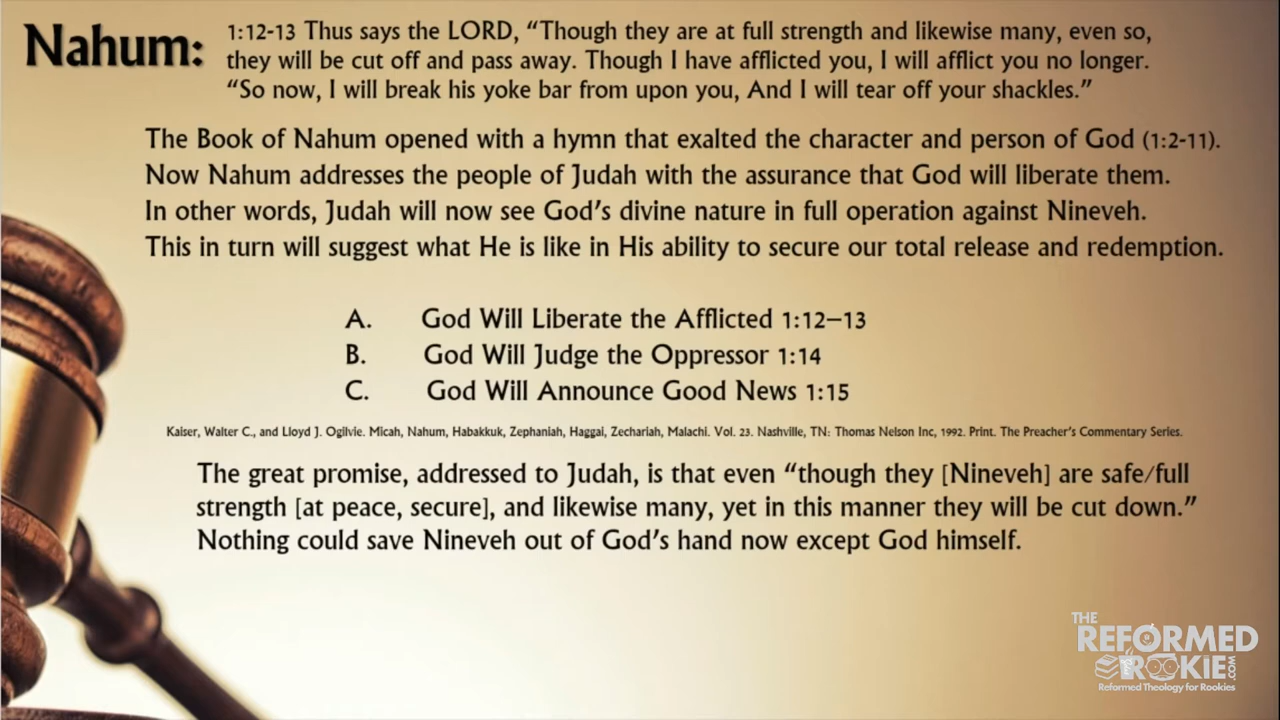 Nahum:
1:12-13 Thus says the LORD, “Though they are at full strength and likewise many, even so,
they will be cut off and pass away. Though I have afflicted you, I will afflict you no longer.
“So now, I will break his yoke bar from upon you, And I will tear off your shackles.”
The Book of Nahum opened with a hymn that exalted the character and person of God (1:2-11).
Now Nahum addresses the people of Judah with the assurance that God will liberate them.
In other words, Judah will now see God’s divine nature in full operation against Nineveh.
This in turn will suggest what He is like in His ability to secure our total release and redemption.
A. God Will Liberate the Afflicted 1:12–13
B. God Will Judge the Oppressor 1:14
C. God Will Announce Good News 1:15
Kaiser, Walter C., and Lloyd J. Ogilvie. Micah, Nahum, Habakkuk, Zephaniah, Haggai, Zechariah, Malachi. Vol. 23. Nashville, TN: Thomas Nelson Inc, 1992. Print. The Preacher’s Commentary Series.
The great promise, addressed to Judah, is that even “though they [Nineveh] are safe/full
strength [at peace, secure], and likewise many, yet in this manner they will be cut down.”
Nothing could save Nineveh out of God’s hand now except God himself.
THE
REFORMED
ROOKIE.COM
Reformed Theology for Rookies